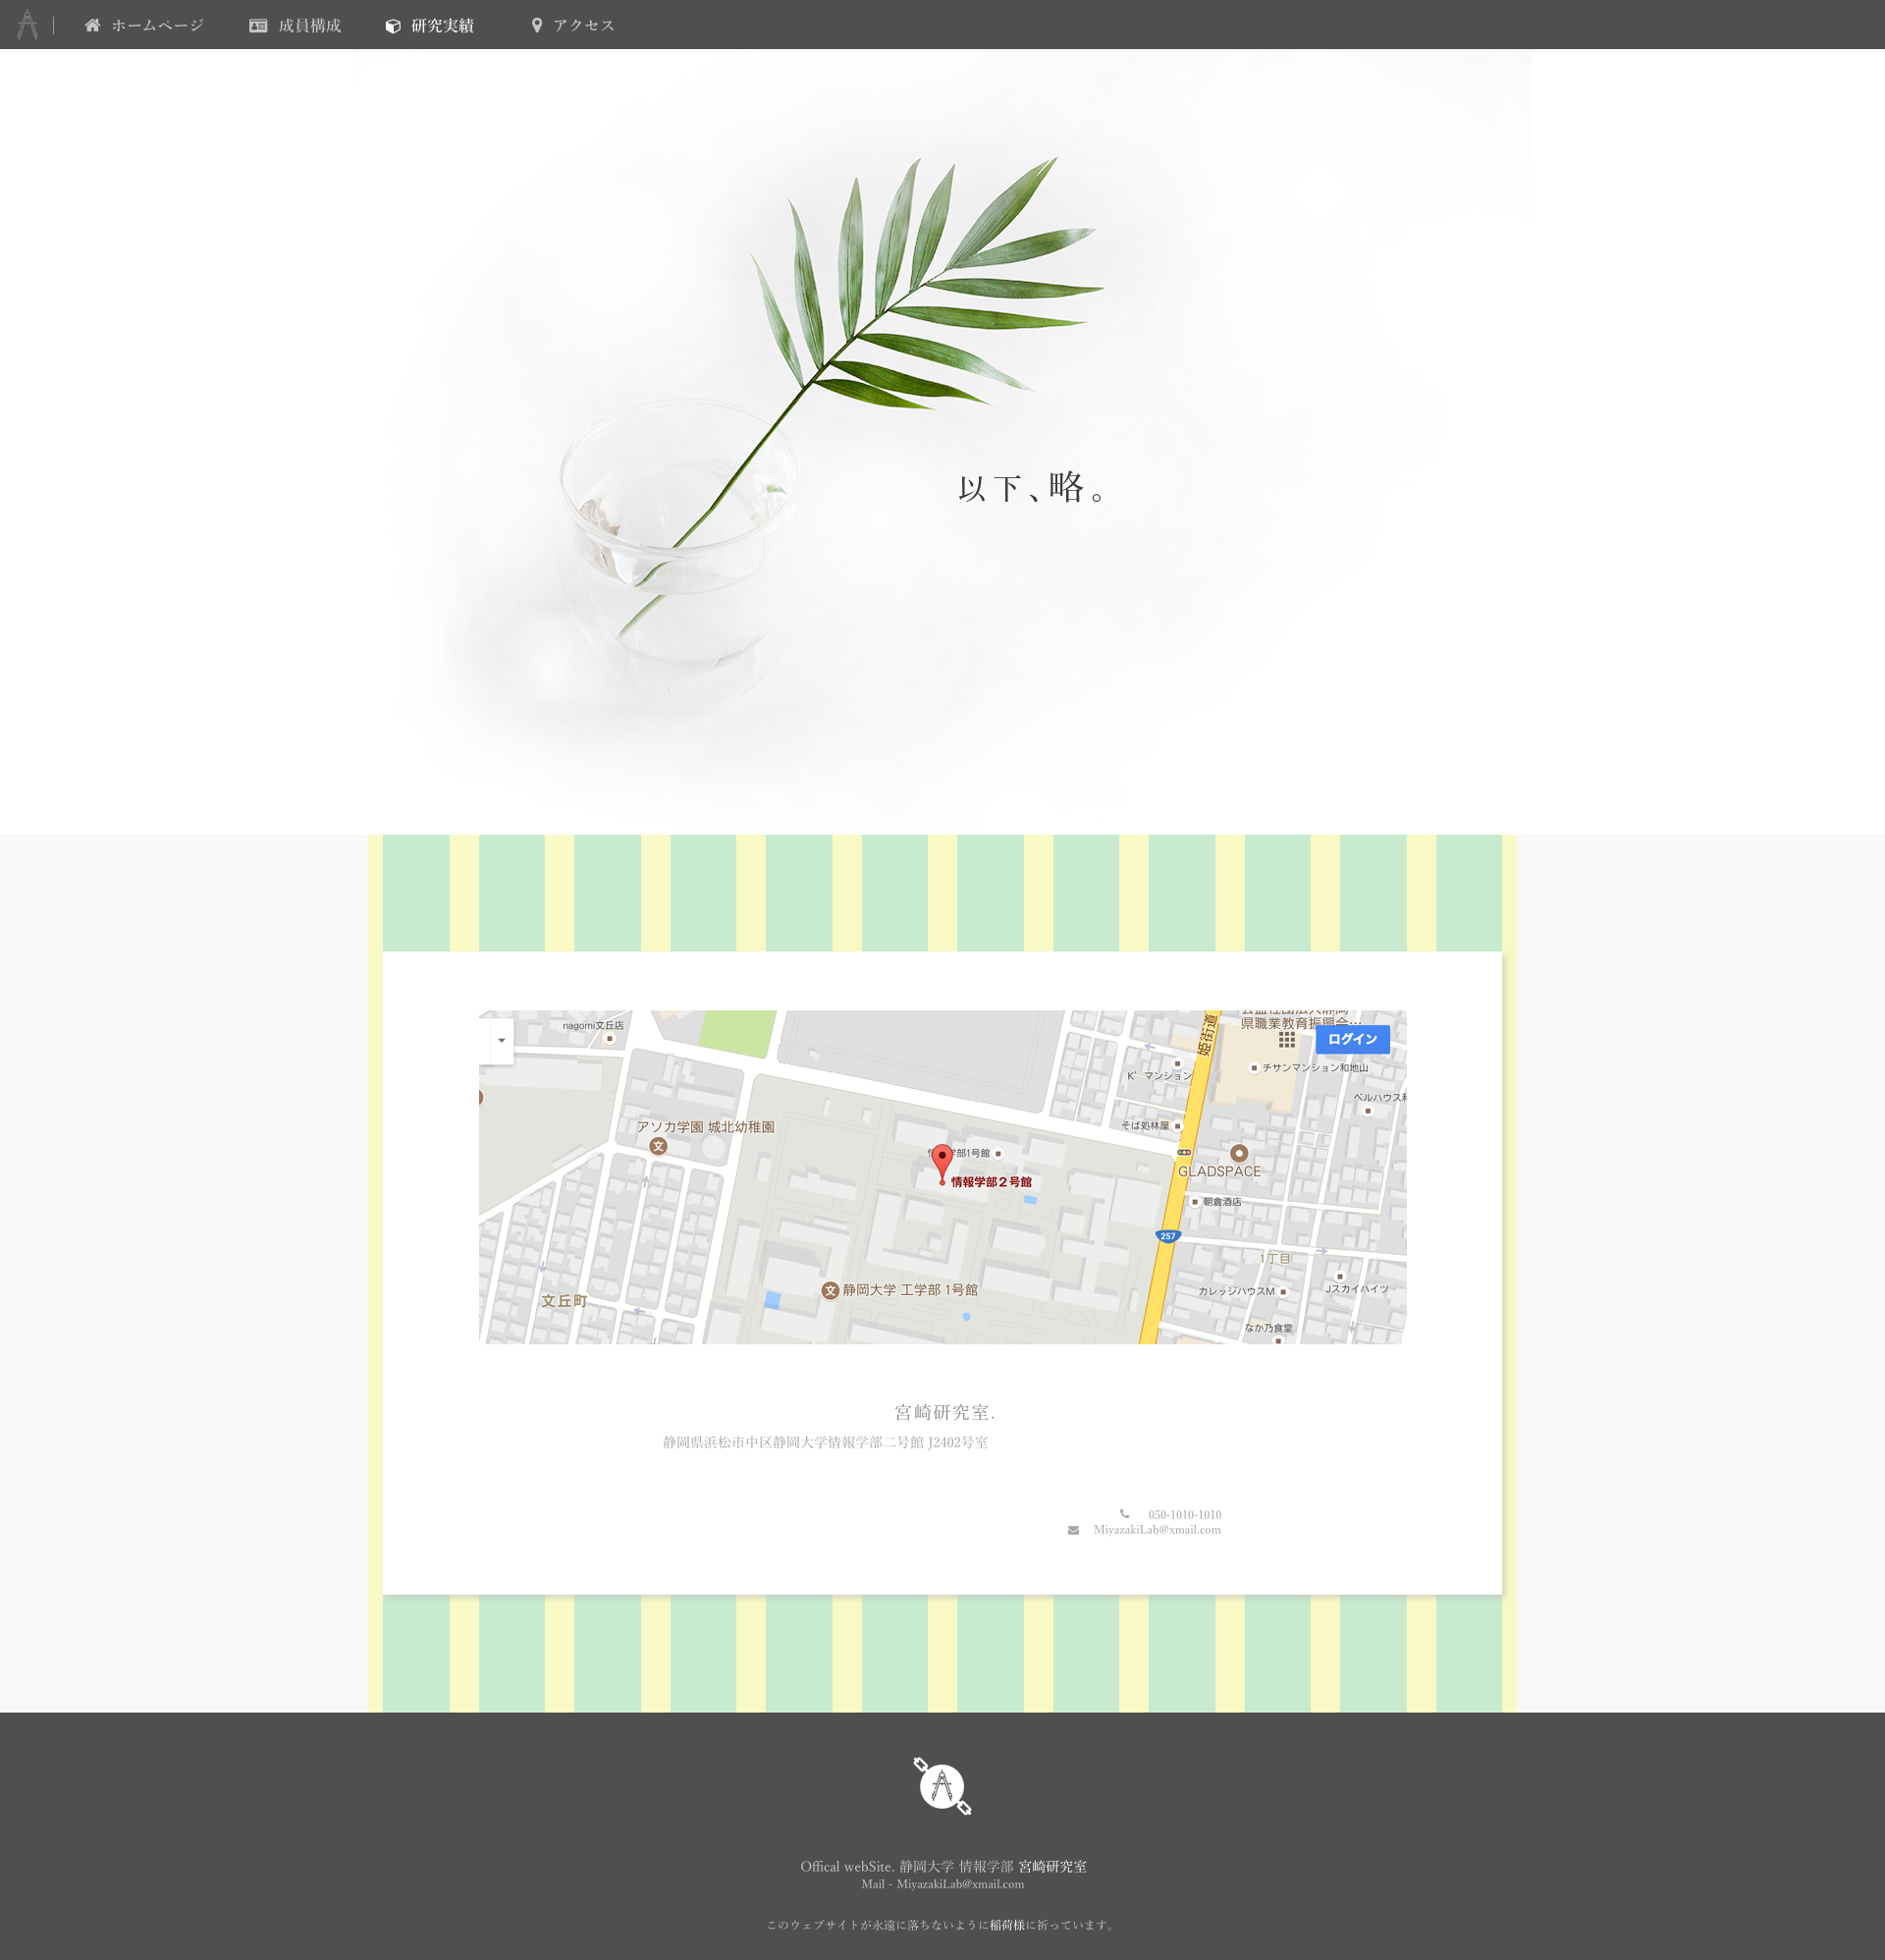 ホームページ 成員構成 研究実績 アクセス
以下、略。
nagomi文丘店
姫街道
県職業教育振興会…
ログイン
K’マンション
チサンマンション和地山
アソカ学園 城北幼稚園
そば処林屋
GLADSPACE
情報学部2号館
朝倉酒店
257
1丁目
静岡大学 工学部 1号館
カレッジハウスM
Jスカイハイツ
文丘町
なか乃食堂
宮崎研究室.
静岡県浜松市中区静岡大学情報学部二号館 J2402号室
050-1010-1010
MiyazakiLab@xmail.com
Offical webSite. 静岡大学 情報学部 宮崎研究室
Mail - MiyazakiLab@xmail.com
このウェブサイトが永遠に落ちないように稲荷様に祈っています。